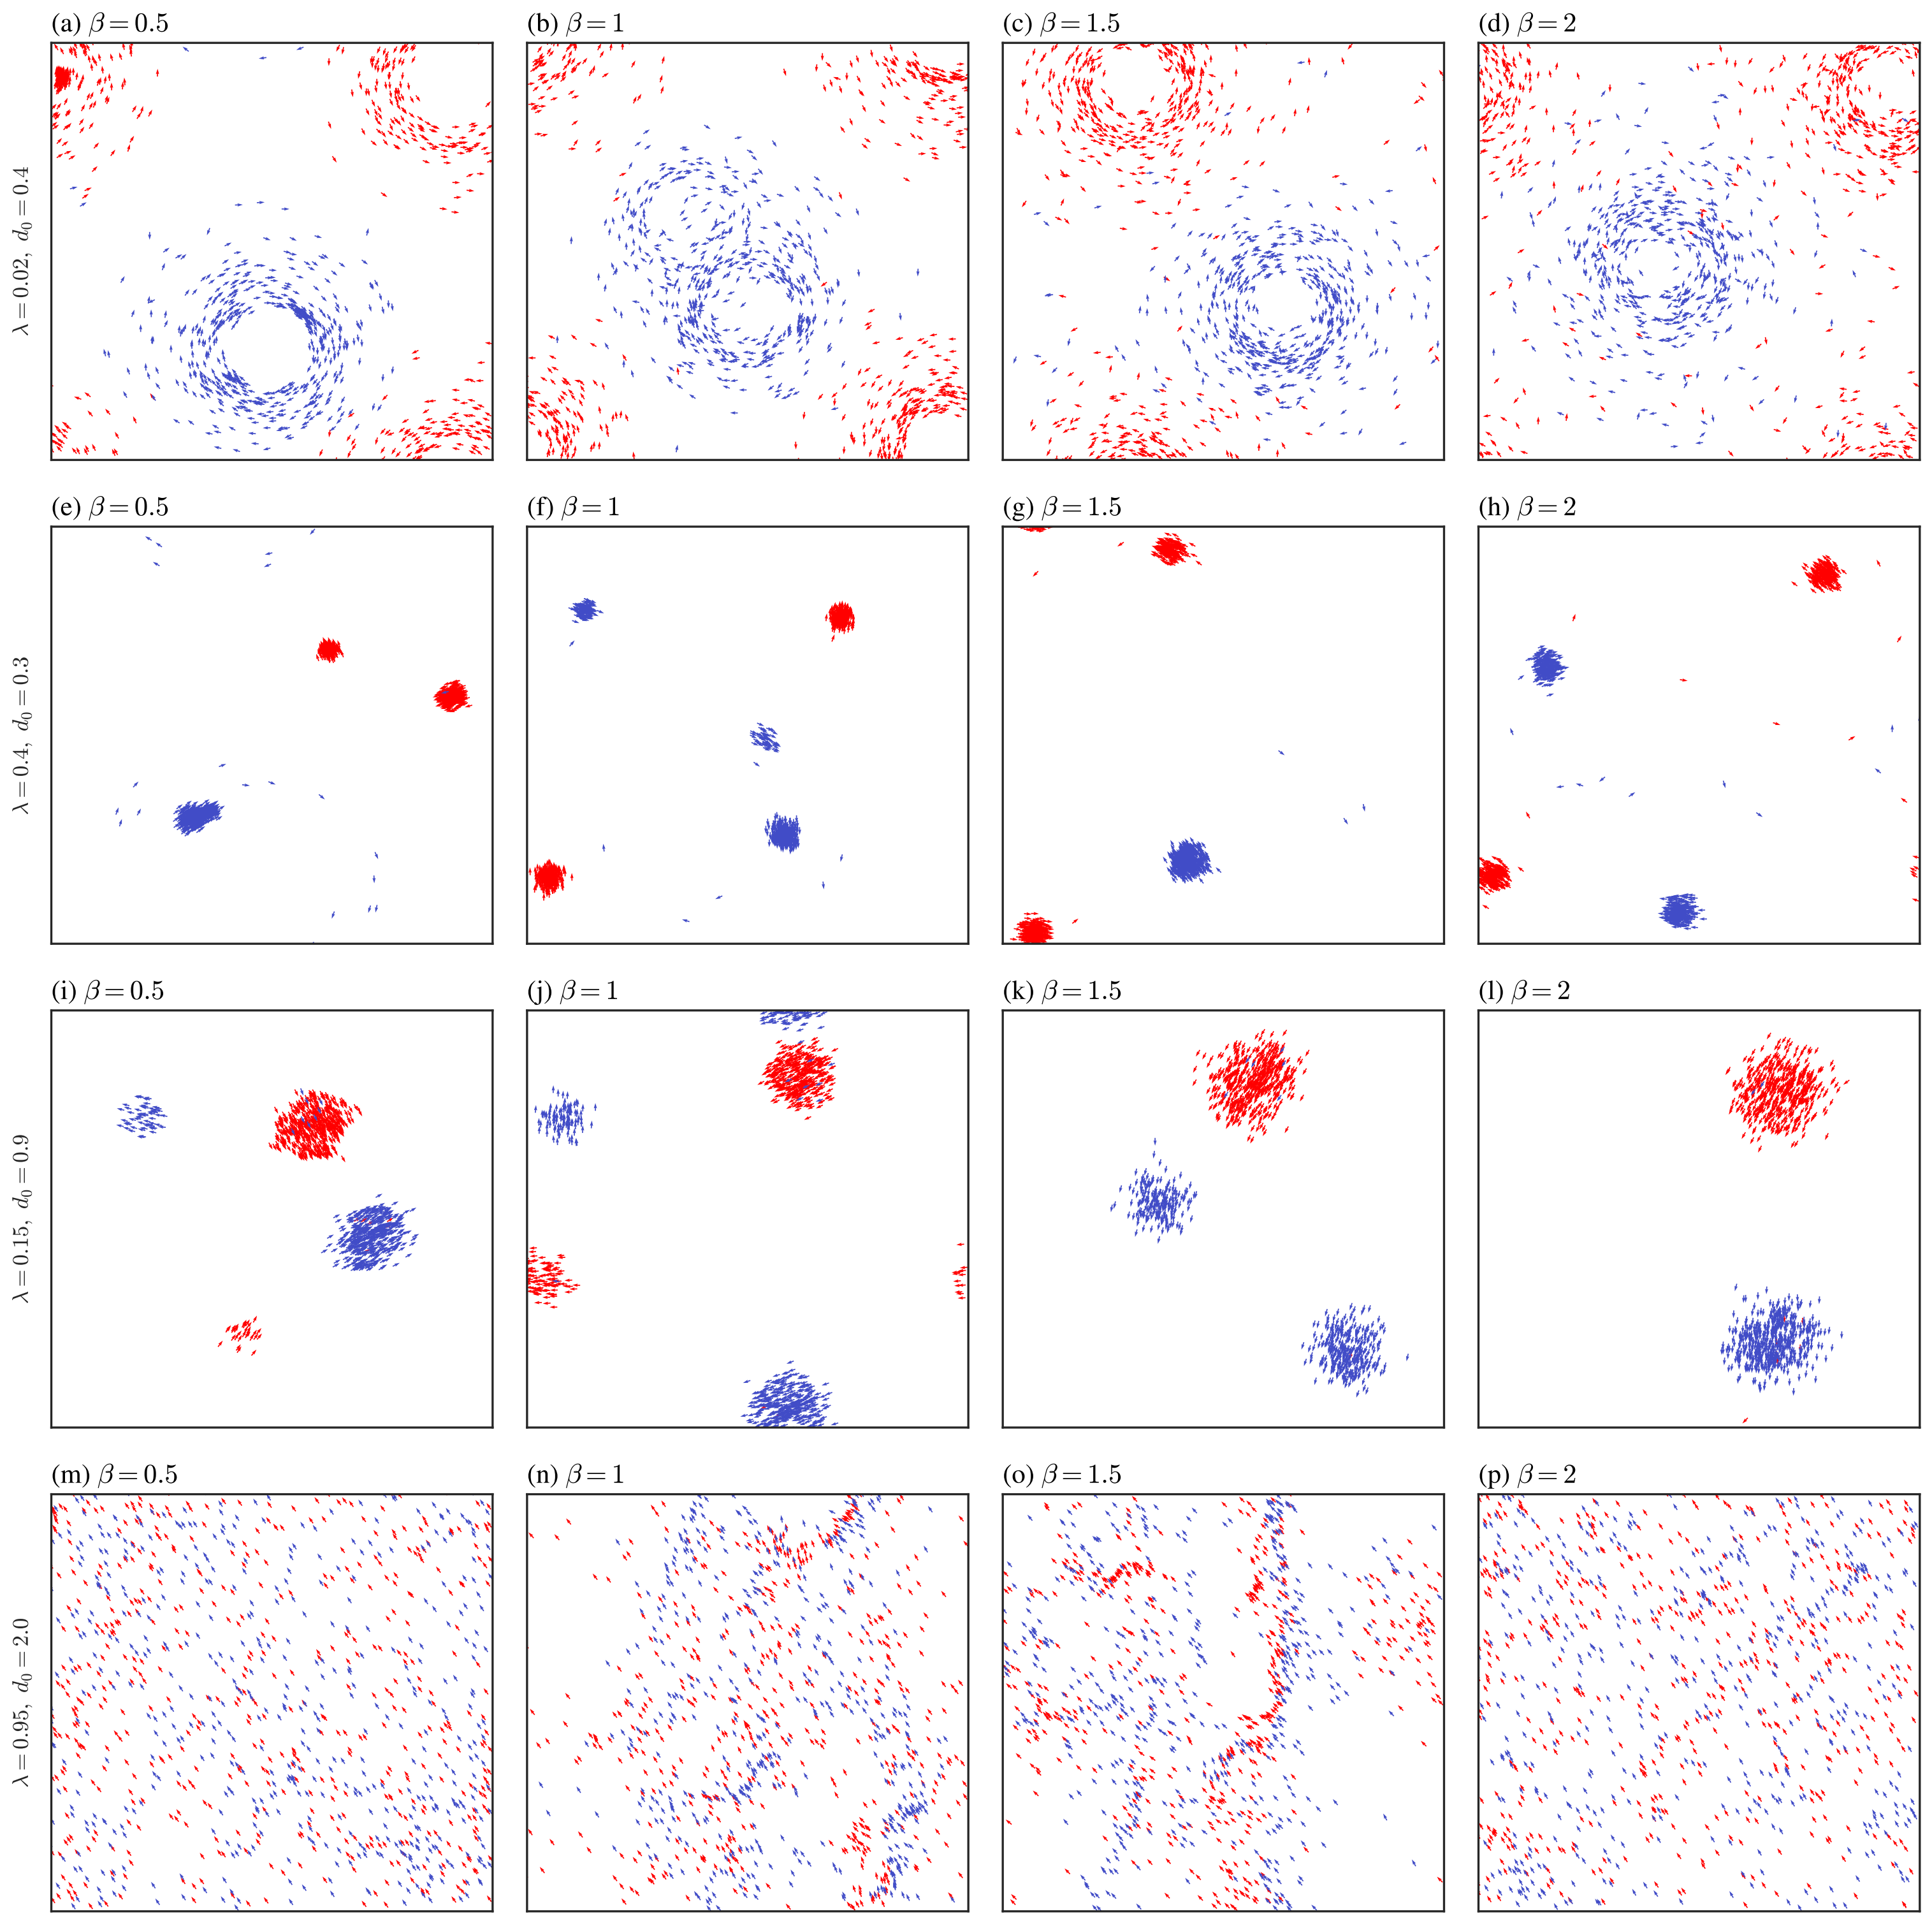 (a) β = 0.5
(b) β = 1
(c) β = 1.5
(d) β = 2
λ = 0.02, d₀ = 0.4
(e) β = 0.5
(f) β = 1
(g) β = 1.5
(h) β = 2
λ = 0.4, d₀ = 0.3
(i) β = 0.5
(j) β = 1
(k) β = 1.5
(l) β = 2
λ = 0.15, d₀ = 0.9
(m) β = 0.5
(n) β = 1
(o) β = 1.5
(p) β = 2
λ = 0.95, d₀ = 2.0